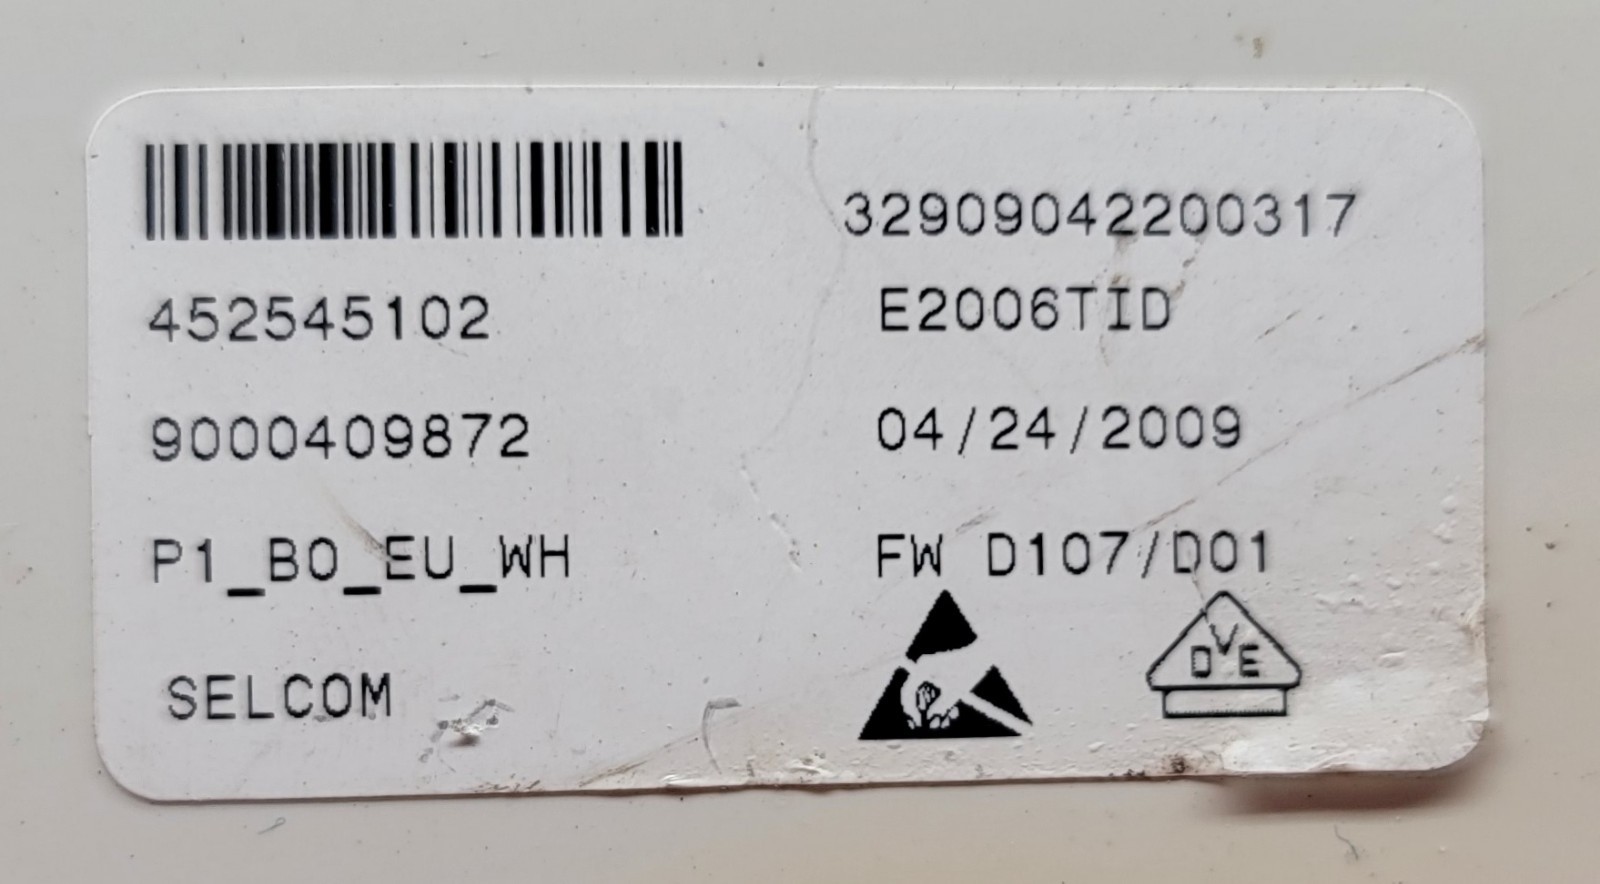 32909042200317
452545102
E2006TID
9000409872
04/24/2009
P1_BO_EU_WH
FW D107/D01
SELCOM
DVE